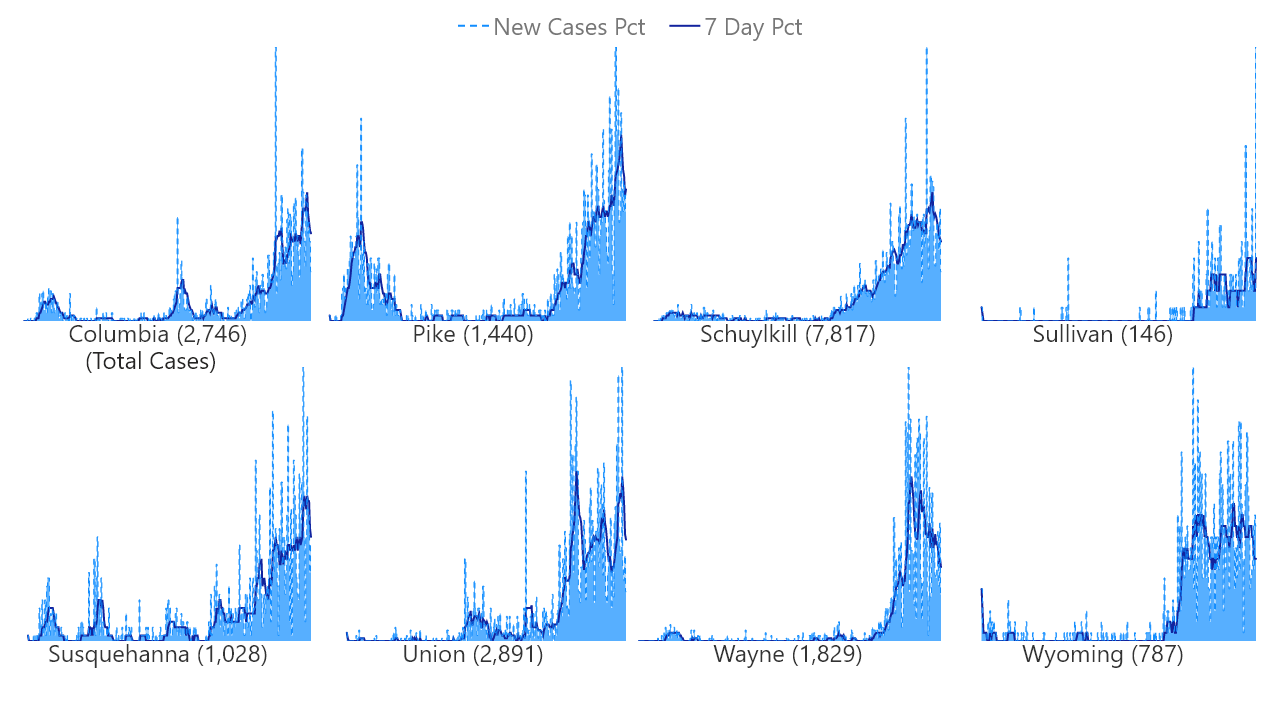 New Cases Pct 7 Day Pct
Columbia (2,746) Pike (1,440) Schuylkill (7,817) Sullivan (146)
(Total Cases)
Susquehanna (1,028) Union (2,891) Wayne (1,829) Wyoming (787)